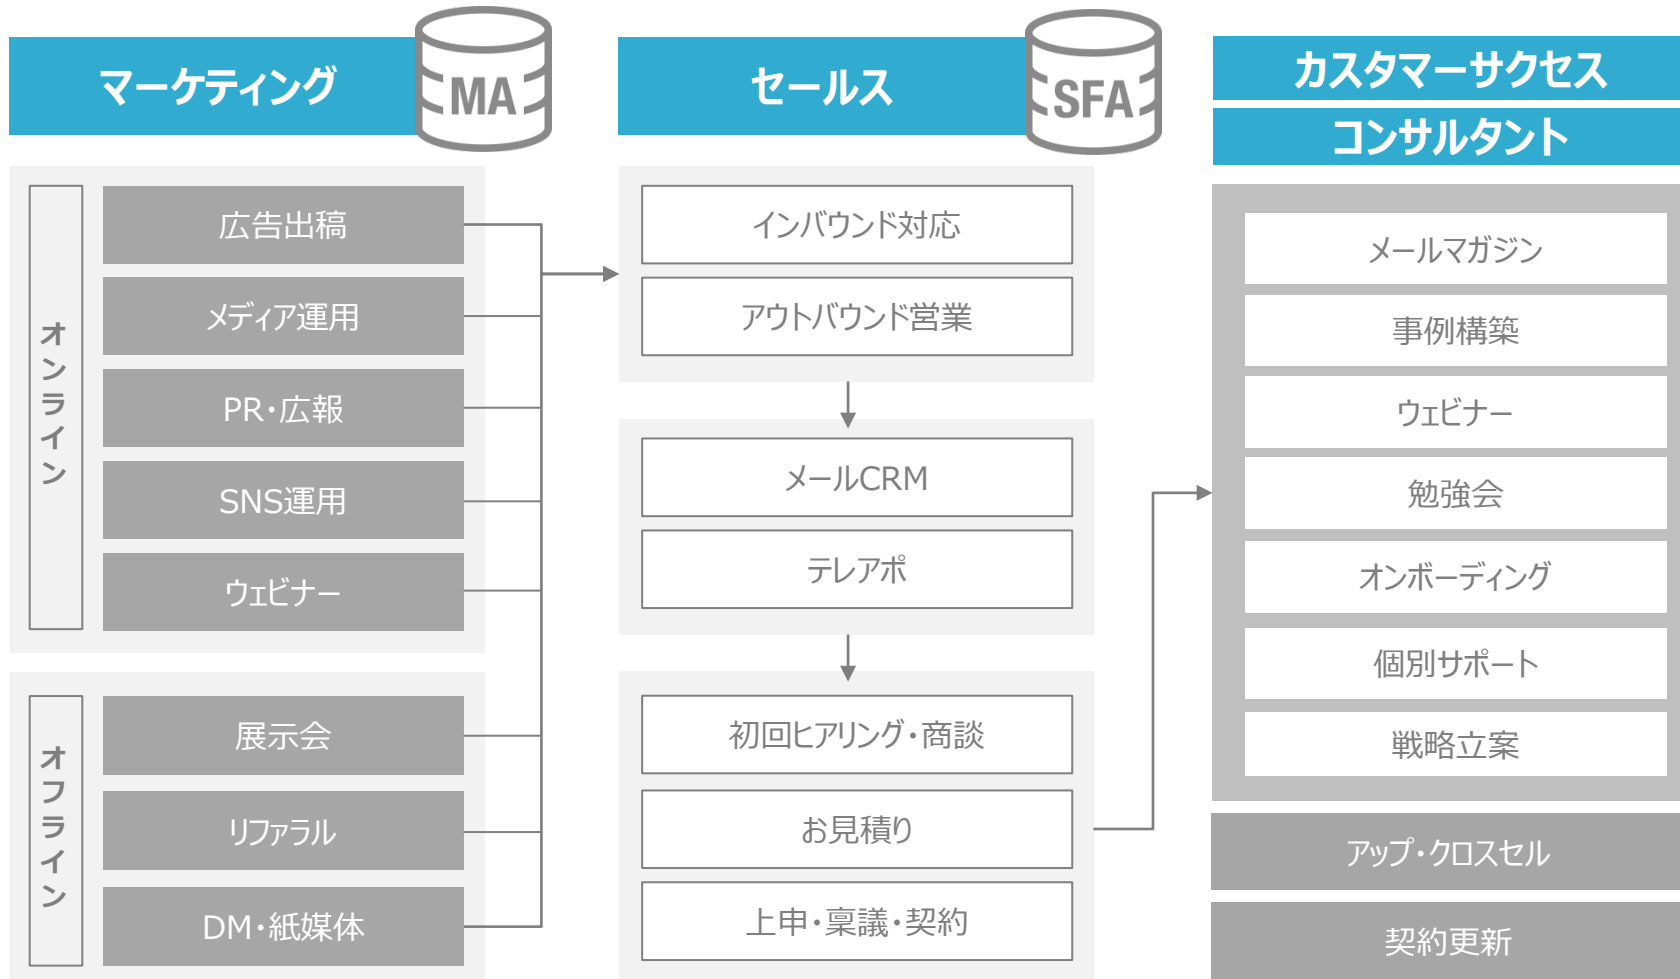 マーケティング
MA
オンライン
広告出稿
メディア運用
PR・広報
SNS運用
ウェビナー
オフライン
展示会
リファラル
DM・紙媒体
セールス
SFA
インバウンド対応
アウトバウンド営業
メールCRM
テレアポ
初回ヒアリング・商談
お見積り
上申・稟議・契約
カスタマーサクセス
コンサルタント
メールマガジン
事例構築
ウェビナー
勉強会
オンボーディング
個別サポート
戦略立案
アップ・クロスセル
契約更新